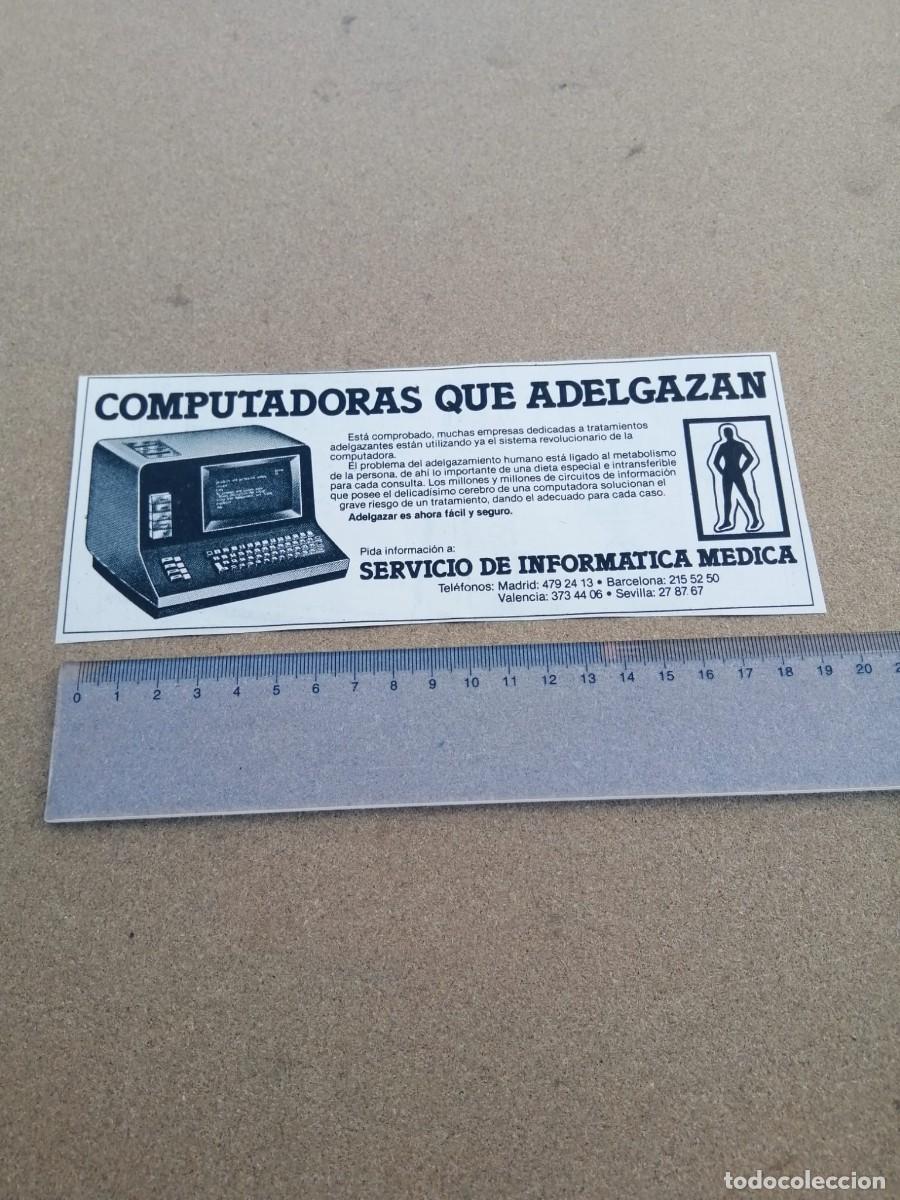 COMPUTADORAS QUE ADELGAZAN
Está comprobado, muchas empresas dedicadas a tratamientos
adelgazantes están utilizando ya el sistema revolucionario de la
computadora.
El problema del adelgazamiento humano está ligado al metabolismo
de la persona, de ahí lo importante de una dieta especial e intransferible
para cada consulta. Los millones y millones de circuitos de información
que posee el delicadísimo cerebro de una computadora solucionan el
grave riesgo de un tratamiento, dando el adecuado para cada caso.
Adelgazar es ahora fácil y seguro.
Pida información a:
SERVICIO DE INFORMATICA MEDICA
Teléfonos: Madrid: 479 24 13 • Barcelona: 215 52 50
Valencia: 373 44 06 • Sevilla: 27 87 67
0 1 2 3 4 5 6 7 8 9 10 11 12 13 14 15 16 17 18 19 20
todocoleccion